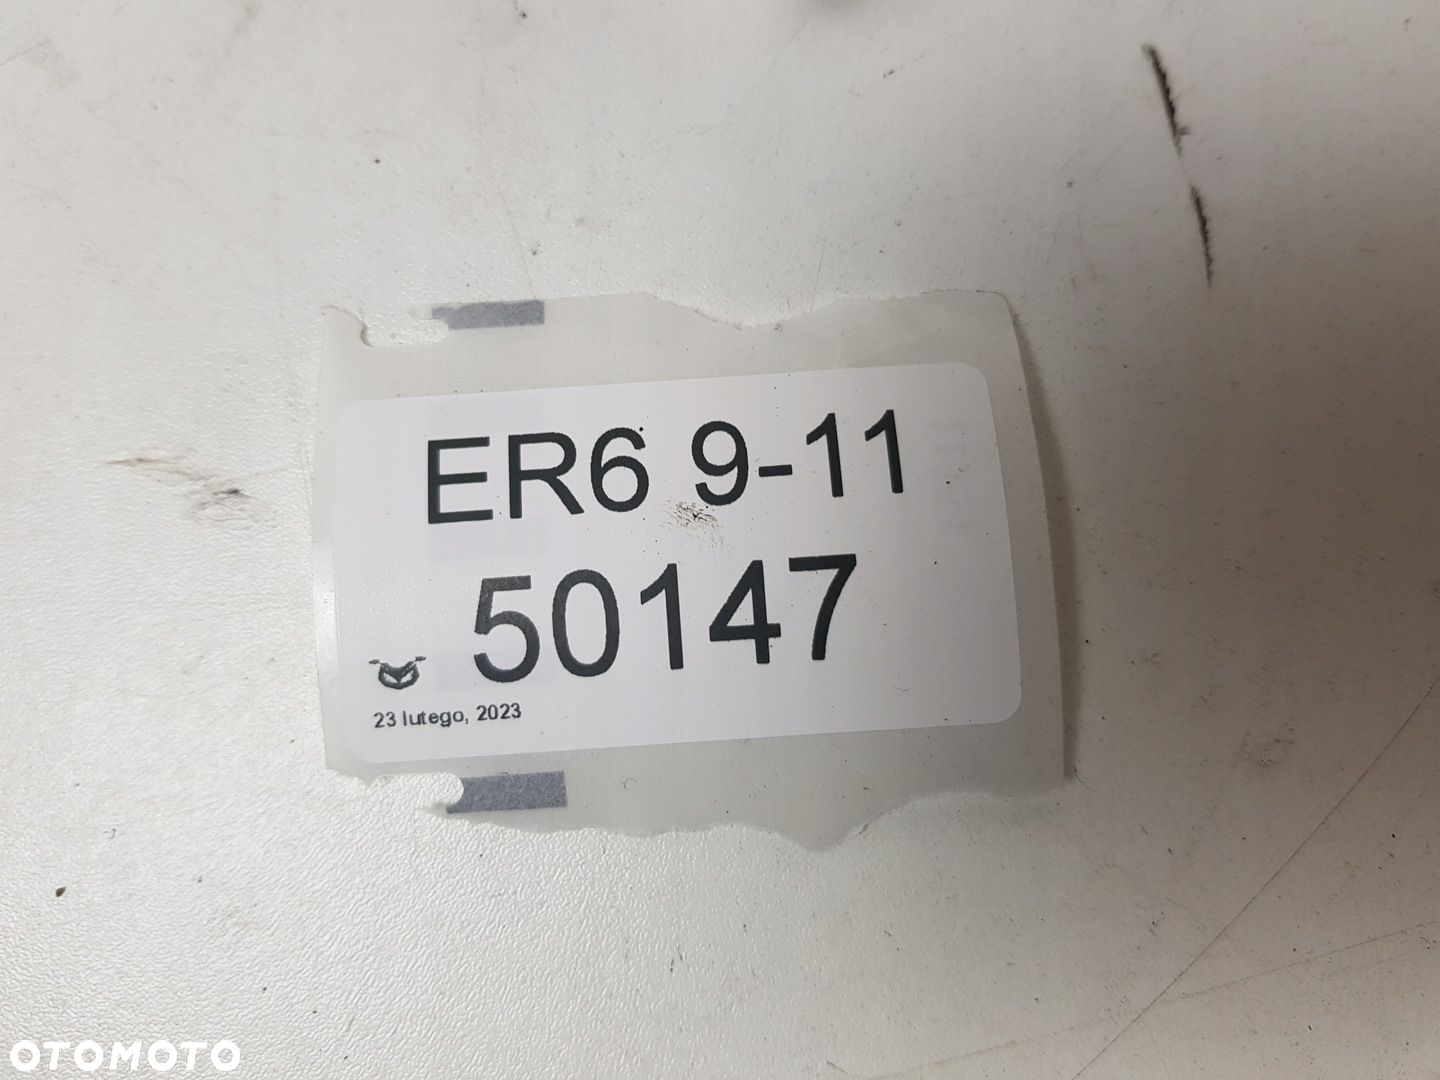 ER6 9-11
50147
23 lutego, 2023
OTOMOTO